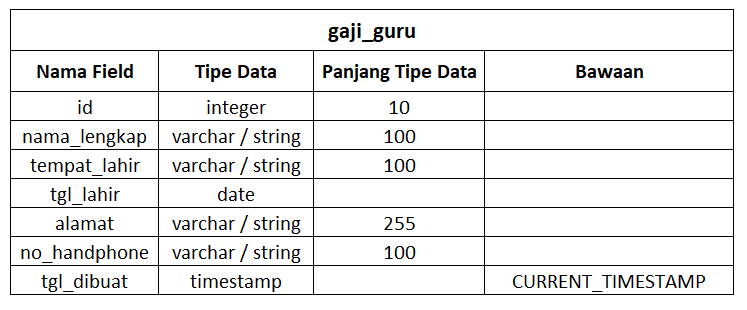 gaji_guru
Nama Field Tipe Data Panjang Tipe Data Bawaan
id integer 10
nama_lengkap varchar / string 100
tempat_lahir varchar / string 100
tgl_lahir date
alamat varchar / string 255
no_handphone varchar / string 100
tgl_dibuat timestamp CURRENT_TIMESTAMP